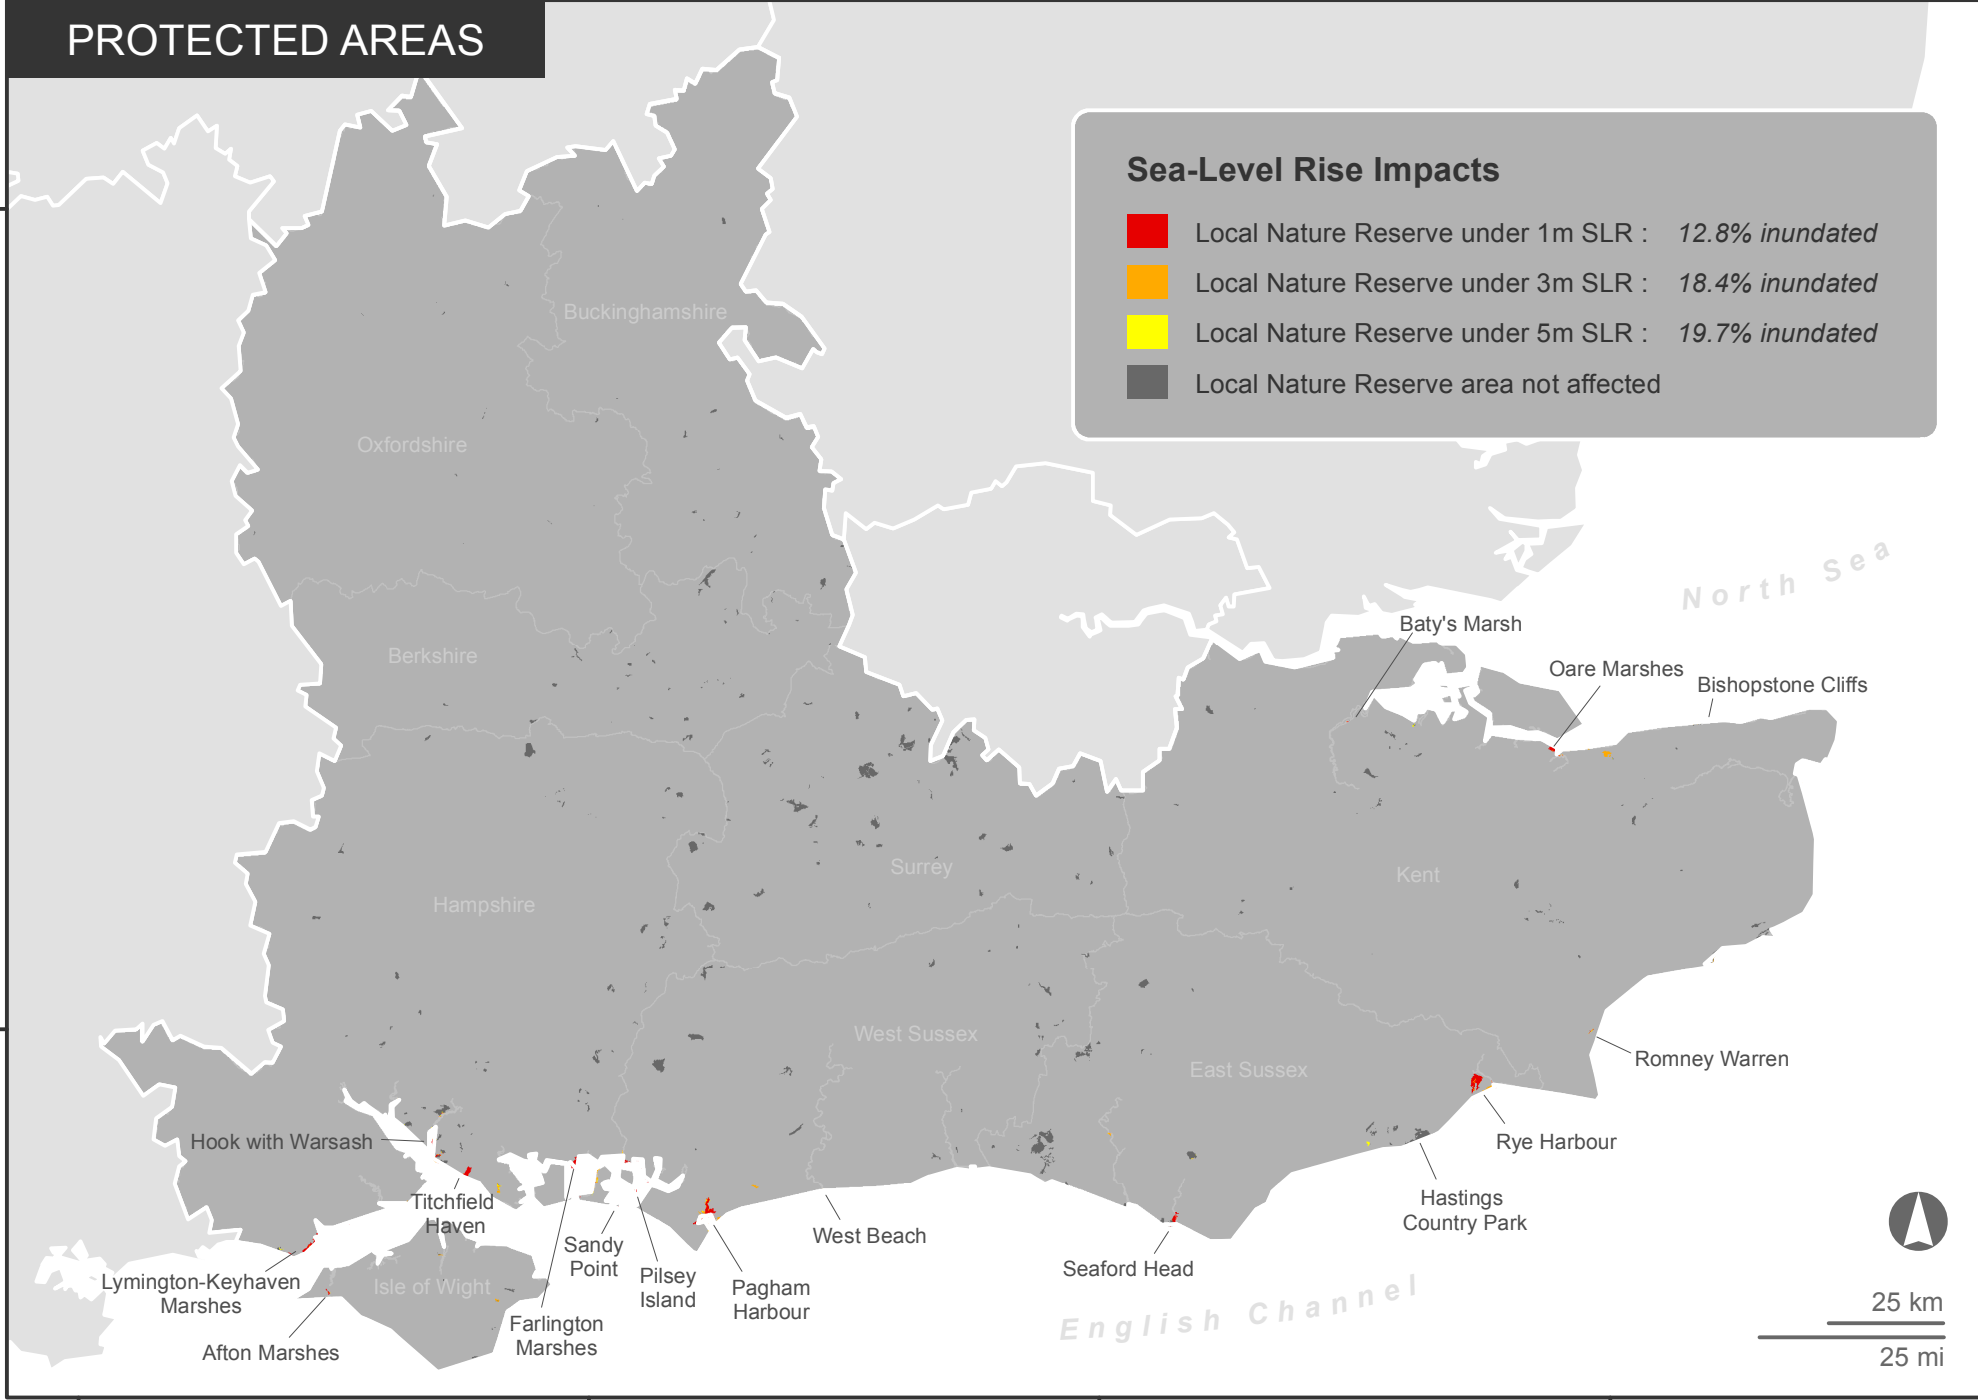 PROTECTED AREAS
Sea-Level Rise Impacts
Local Nature Reserve under 1m SLR : 12.8% inundated
Local Nature Reserve under 3m SLR : 18.4% inundated
Local Nature Reserve under 5m SLR : 19.7% inundated
Local Nature Reserve area not affected
Buckinghamshire
Oxfordshire
North Sea
Baty's Marsh
Berkshire
Oare Marshes
Bishopstone Cliffs
Surrey
Kent
Hampshire
West Sussex
Romney Warren
East Sussex
Hook with Warsash
Rye Harbour
Titchfield
Haven
Hastings
Country Park
West Beach
Sandy
Point
Seaford Head
Pilsey
Island
Lymington-Keyhaven
Marshes
Isle of Wight
Pagham
Harbour
English Channel
25 km
Farlington
Marshes
Afton Marshes
25 mi